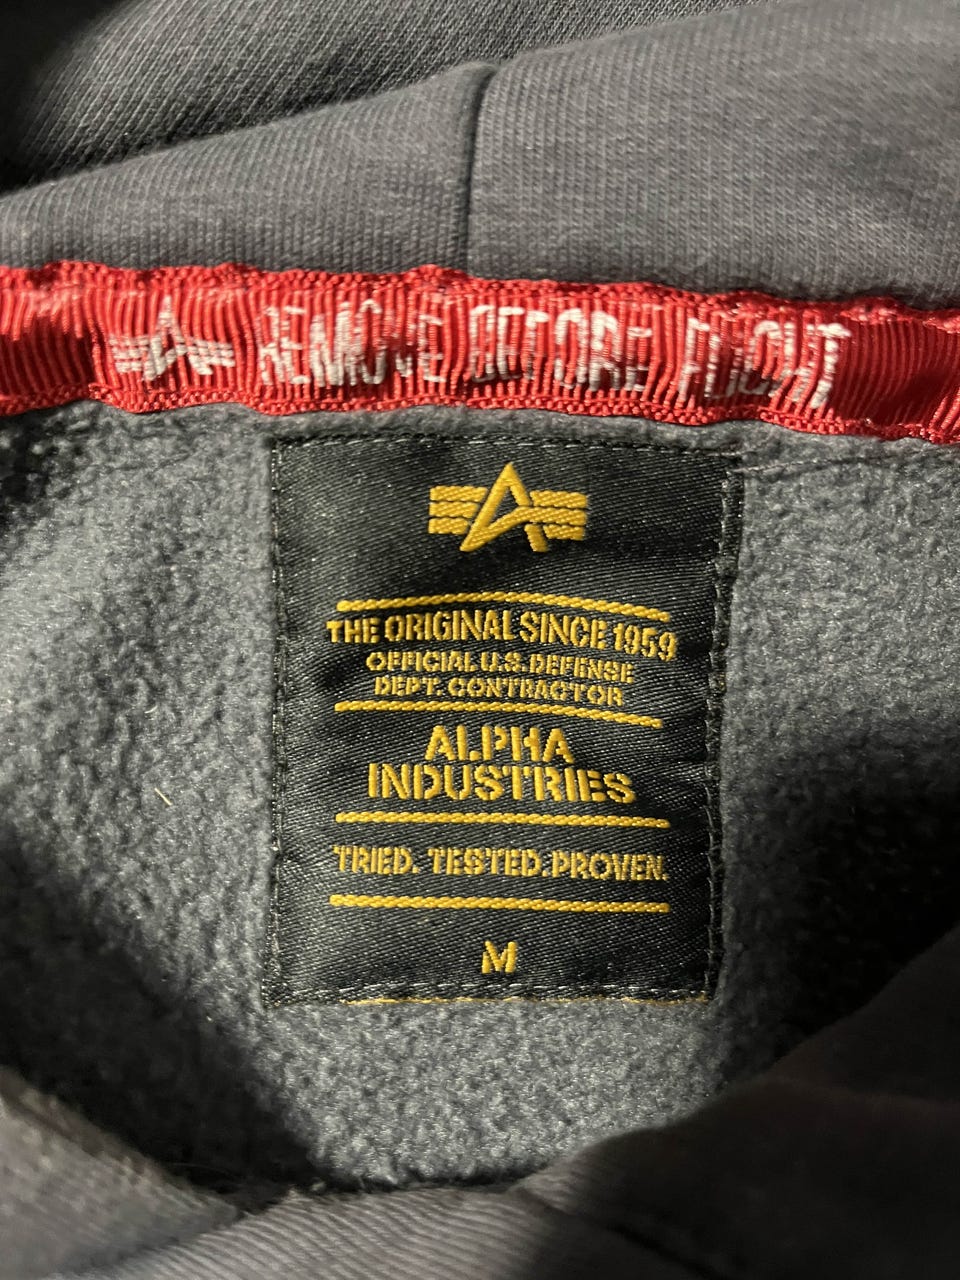 REMOVE BEFORE FLIGHT
THE ORIGINAL SINCE 1959
OFFICIAL U.S. DEFENSE
DEPT. CONTRACTOR
ALPHA
INDUSTRIES
TRIED. TESTED. PROVEN.
M